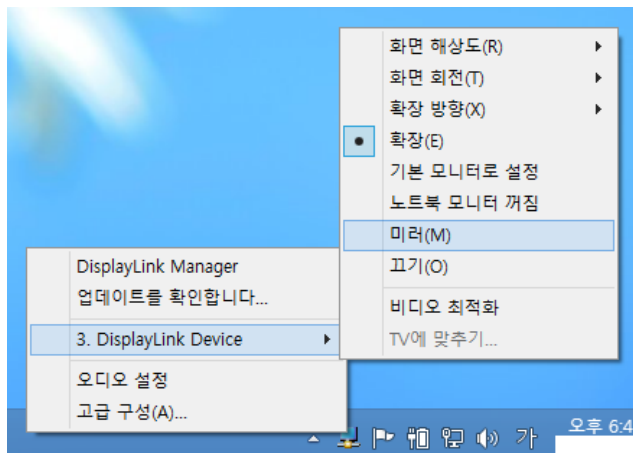 화면 해상도(R)
화면 회전(T)
확장 방향(X)
확장(E)
기본 모니터로 설정
노트북 모니터 꺼짐
미러(M)
끄기(O)
비디오 최적화
TV에 맞추기...
DisplayLink Manager
업데이트를 확인합니다...
3. DisplayLink Device
오디오 설정
고급 구성(A)...
가
오후 6:4